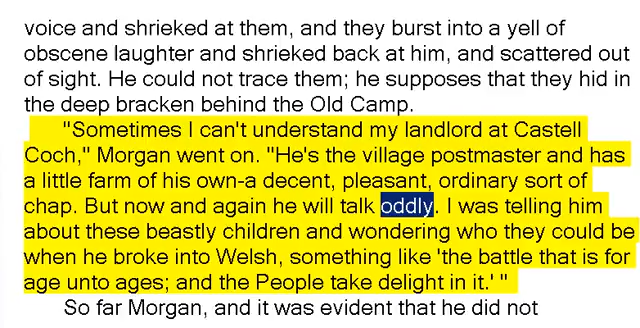 voice and shrieked at them, and they burst into a yell of
obscene laughter and shrieked back at him, and scattered out
of sight. He could not trace them; he supposes that they hid in
the deep bracken behind the Old Camp.
"Sometimes I can't understand my landlord at Castell
Coch," Morgan went on. "He's the village postmaster and has
a little farm of his own-a decent, pleasant, ordinary sort of
chap. But now and again he will talk oddly. I was telling him
about these beastly children and wondering who they could be
when he broke into Welsh, something like 'the battle that is for
age unto ages; and the People take delight in it.' "
So far Morgan, and it was evident that he did not